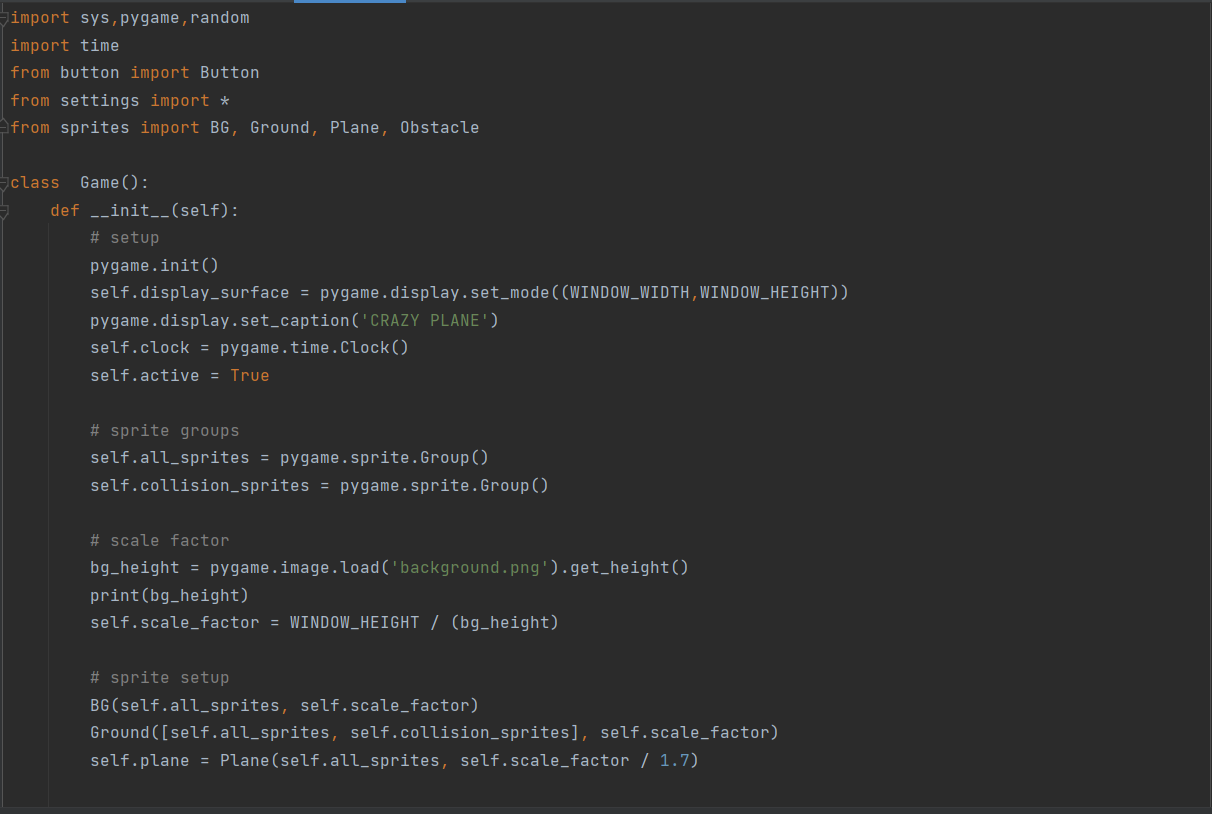 import sys,pygame,random
import time
from button import Button
from settings import *
from sprites import BG, Ground, Plane, Obstacle

class  Game():
    def __init__(self):
        # setup
        pygame.init()
        self.display_surface = pygame.display.set_mode((WINDOW_WIDTH,WINDOW_HEIGHT))
        pygame.display.set_caption('CRAZY PLANE')
        self.clock = pygame.time.Clock()
        self.active = True

        # sprite groups
        self.all_sprites = pygame.sprite.Group()
        self.collision_sprites = pygame.sprite.Group()

        # scale factor
        bg_height = pygame.image.load('background.png').get_height()
        print(bg_height)
        self.scale_factor = WINDOW_HEIGHT / (bg_height)

        # sprite setup
        BG(self.all_sprites, self.scale_factor)
        Ground([self.all_sprites, self.collision_sprites], self.scale_factor)
        self.plane = Plane(self.all_sprites, self.scale_factor / 1.7)